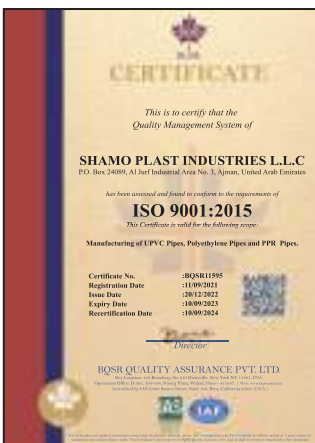 CERTIFICATE
This is to certify that the
Quality Management System of
SHAMO PLAST INDUSTRIES L.L.C
P.O. Box 24089, Al Jurf Industrial Area No. 3, Ajman, United Arab Emirates
has been assessed and found to conform to the requirements of
ISO 9001:2015
This Certificate is valid for the following scope:
Manufacturing of UPVC Pipes, Polyethylene Pipes and PPR Pipes.
Certificate No. :BQSR11595
Registration Date :11/09/2021
Issue Date :20/12/2022
Expiry Date :10/09/2023
Recertification Date :10/09/2024
Director
BQSR QUALITY ASSURANCE PVT. LTD.
IAF